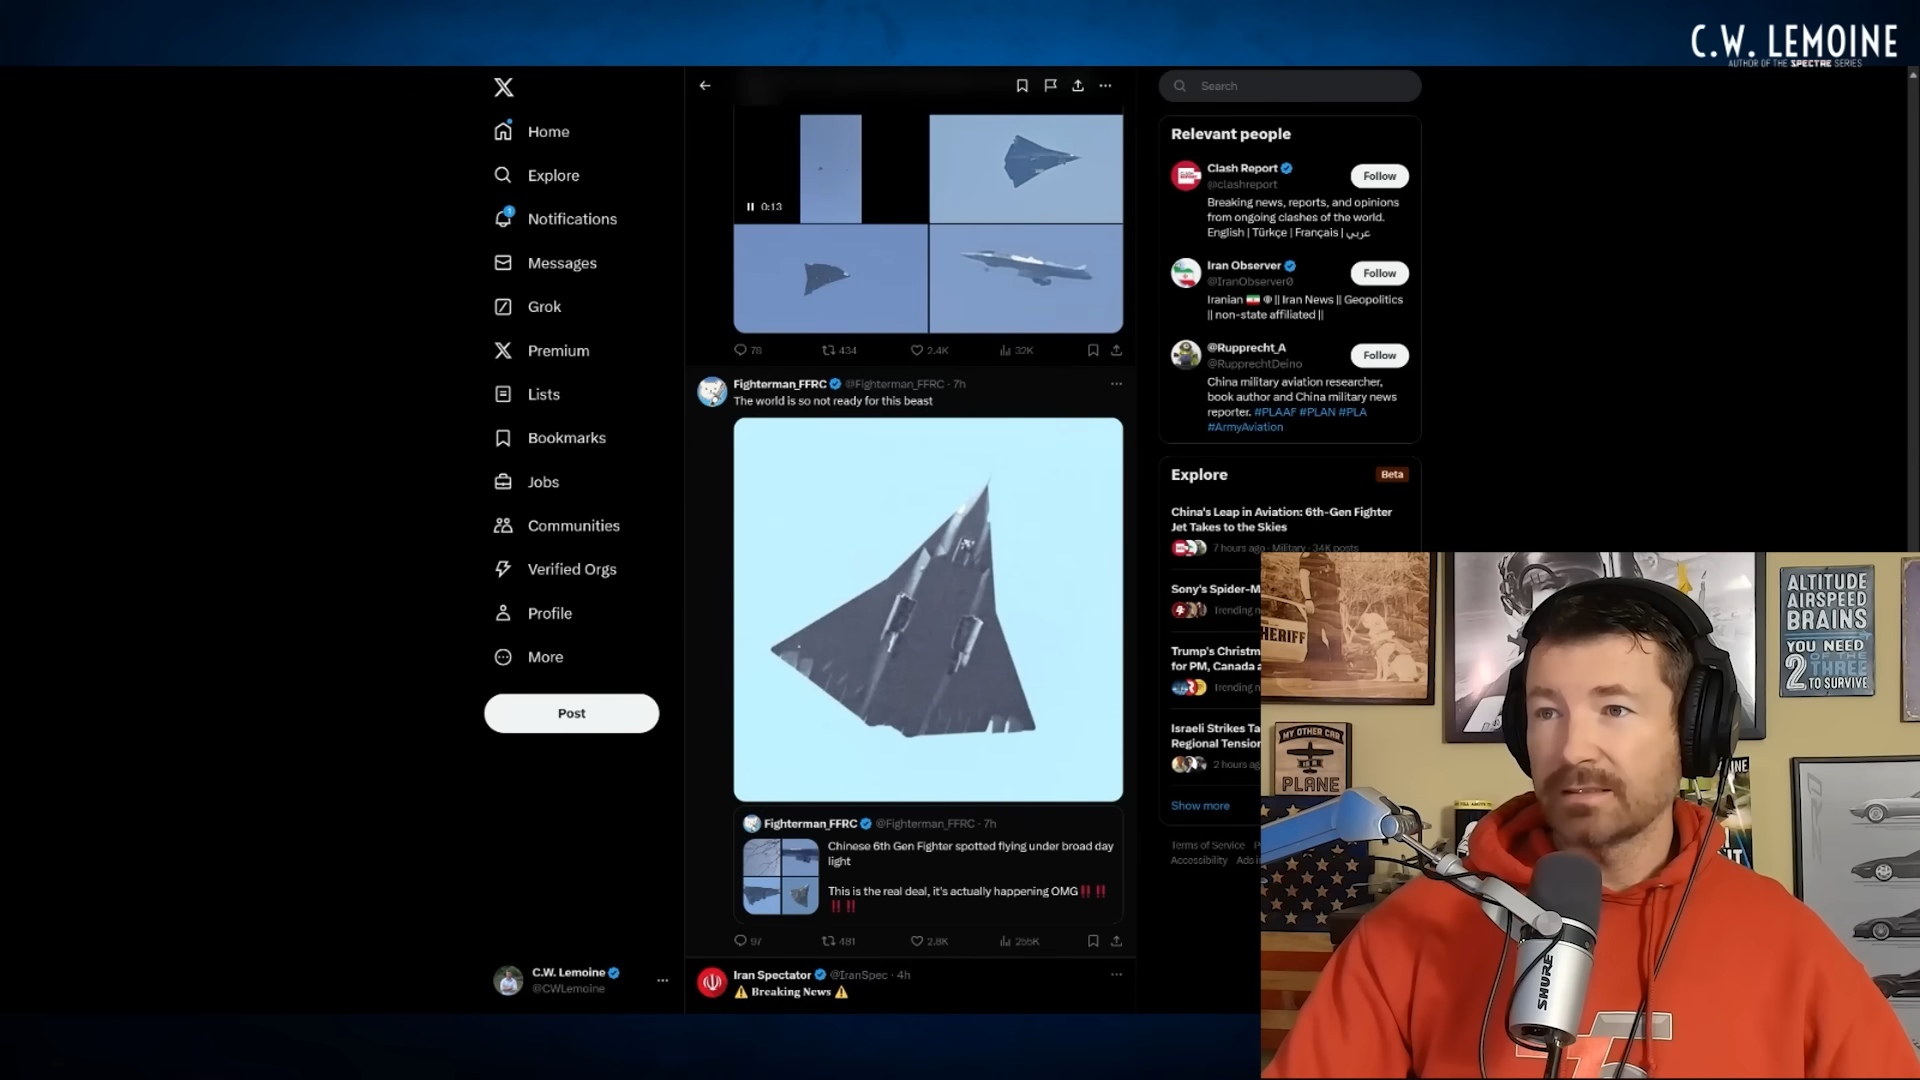 C.W. LEMOINE
AUTHOR OF THE SPECTRE SERIES
Home
Explore
1
Notifications
Messages
Grok
Premium
Lists
Bookmarks
Jobs
Communities
Verified Orgs
Profile
More
Post
C.W. Lemoine
@CWLemoine
0:13
78
434
2.4K
32K
Fighterman_FFRC @Fighterman_FFRC · 7h
The world is so not ready for this beast
Fighterman_FFRC @Fighterman_FFRC · 7h
Chinese 6th Gen Fighter spotted flying under broad day
light
This is the real deal, it's actually happening OMG‼️ ‼️
‼️ ‼️
97
481
2.8K
255K
Iran Spectator @IranSpec · 4h
⚠️ Breaking News ⚠️
Search
Relevant people
Clash Report
@clashreport
Follow
Breaking news, reports, and opinions
from ongoing clashes of the world.
English | Türkçe | Français | عربي
Iran Observer
@IranObserver0
Follow
Iranian 🇮🇷 || Iran News || Geopolitics
|| non-state affiliated ||
@Rupprecht_A
@RupprechtDeino
Follow
China military aviation researcher,
book author and China military news
reporter. #PLAAF #PLAN #PLA
#ArmyAviation
Explore
Beta
China's Leap in Aviation: 6th-Gen Fighter
Jet Takes to the Skies
7 hours ago · Military · 34K posts
Sony's Spider-M
Trending n
Trump's Christm
for PM, Canada a
Trending n
Israeli Strikes Ta
Regional Tension
2 hours ag
Show more
Terms of Service P
Accessibility Ads i
SHERIFF
MY OTHER CAR
IS A
PLANE
ALTITUDE
AIRSPEED
BRAINS
YOU NEED
2 OF THE
THREE
TO SURVIVE
SHURE